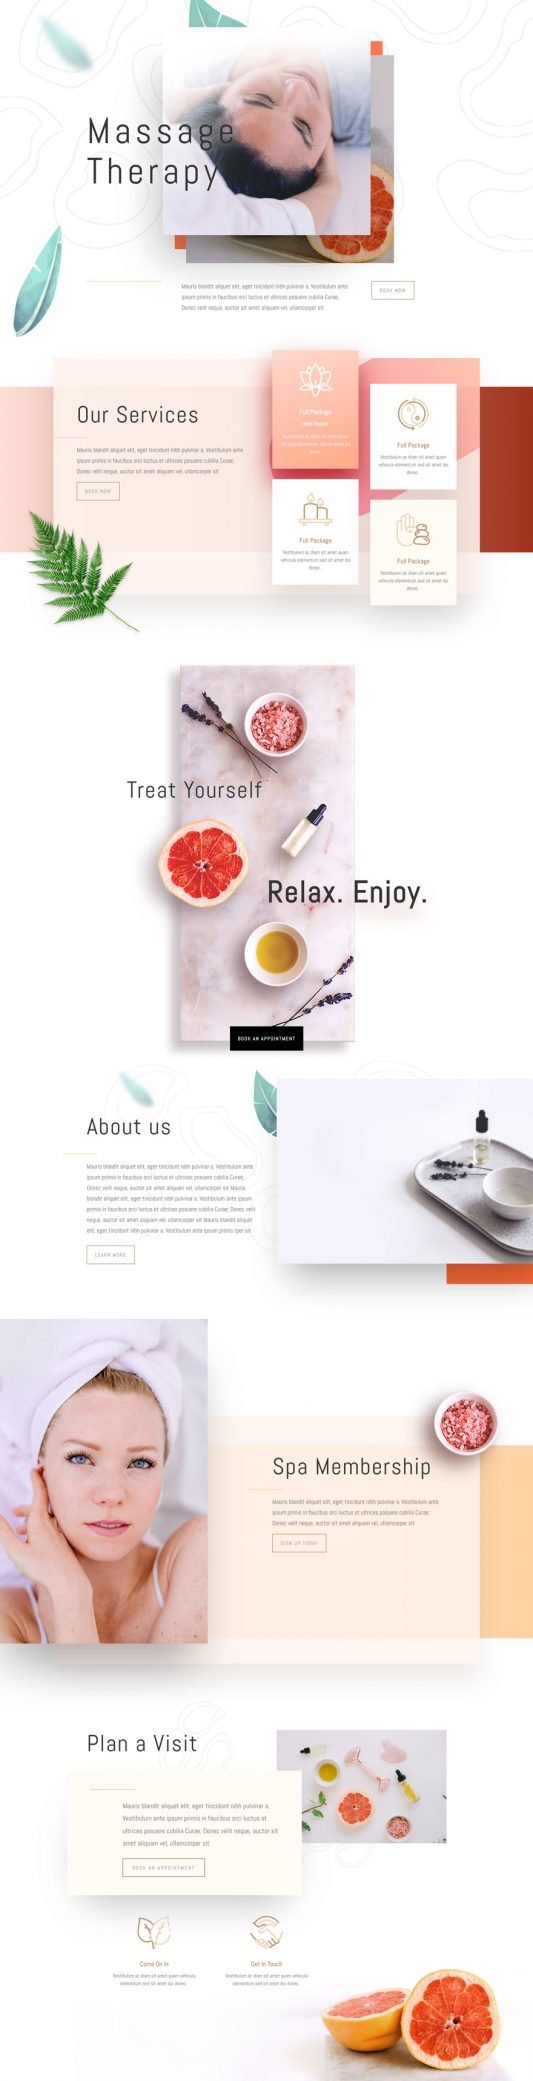 Massage
Therapy
Mauris blandit aliquet elit, eget tincidunt nibh pulvinar a. Vestibulum ante
ipsum primis in faucibus orci luctus et ultrices posuere cubilia Curae;
Donec velit neque, auctor sit amet aliquam vel, ullamcorper sit
BOOK NOW
Our Services
Mauris blandit aliquet elit, eget tincidunt nibh pulvinar a. Vestibulum ante
ipsum primis in faucibus orci luctus et ultrices posuere cubilia Curae;
Donec velit neque, auctor sit amet aliquam vel, ullamcorper sit
BOOK NOW
Full Package
Vestibulum ac diam sit amet quam
vehicula elementum sed sit amet dui
donec.
Full Package
Vestibulum ac diam sit amet quam
vehicula elementum sed sit amet dui
donec.
Full Package
Vestibulum ac diam sit amet quam
vehicula elementum sed sit amet dui
donec.
Full Package
Vestibulum ac diam sit amet quam
vehicula elementum sed sit amet dui
donec.
Treat Yourself
Relax. Enjoy.
BOOK AN APPOINTMENT
About us
Mauris blandit aliquet elit, eget tincidunt nibh pulvinar a. Vestibulum ante
ipsum primis in faucibus orci luctus et ultrices posuere cubilia Curae;
Donec velit neque, auctor sit amet aliquam vel, ullamcorper sit Mauris
blandit aliquet elit, eget tincidunt nibh pulvinar a. Vestibulum ante ipsum
primis in faucibus orci luctus et ultrices posuere cubilia Curae; Donec velit
neque, auctor sit amet aliquam vel, ullamcorper sit Mauris blandit aliquet
elit, eget tincidunt nibh pulvinar a. Vestibulum ante ipsum primis ipsr sit
LEARN MORE
Spa Membership
Mauris blandit aliquet elit, eget tincidunt nibh pulvinar a. Vestibulum ante
ipsum primis in faucibus orci luctus et ultrices posuere cubilia Curae;
Donec velit neque, auctor sit amet aliquam vel, ullamcorper sit
SIGN UP TODAY
Plan a Visit
Mauris blandit aliquet elit, eget tincidunt nibh pulvinar a.
Vestibulum ante ipsum primis in faucibus orci luctus et
ultrices posuere cubilia Curae; Donec velit neque, auctor sit
amet aliquam vel, ullamcorper sit
BOOK AN APPOINTMENT
Come On In
Vestibulum ac diam sit amet quam vehicula
elementum sed sit amet dui donec.
Get In Touch
Vestibulum ac diam sit amet quam vehicula
elementum sed sit amet dui donec.